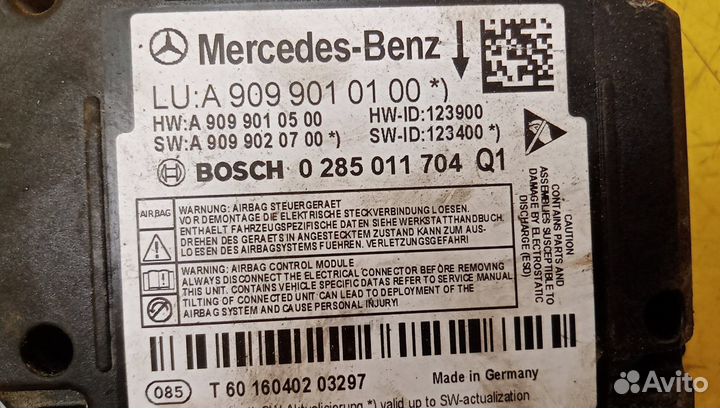 Mercedes-Benz
LU:A 909 901 01 00 *)
HW:A 909 901 05 00 HW-ID:123900
SW:A 909 902 07 00 *) SW-ID:123400 *)
BOSCH 0 285 011 704 Q1
AIRBAG
WARNUNG: AIRBAG STEUERGERAET
VOR DEMONTAGE DIE ELEKTRISCHE STECKVERBINDUNG LOESEN.
ENTHAELT FAHRZEUGSPEZIFISCHE DATEN SIEHE WERKSTATTHANDBUCH.
DREHEN DES GERAETS IN ANGESTECKTEM ZUSTAND KANN ZUM AUS-
LOESEN DES AIRBAGSYSTEMS FUEHREN. VERLETZUNGSGEFAHR!
WARNING: AIRBAG CONTROL MODULE
ALWAYS DISCONNECT THE ELECTRICAL CONNECTOR BEFORE REMOVING
THIS UNIT. CONTAINS VEHICLE SPECIFIC DATAS REFER TO SERVICE MANUAL
TILTING OF CONNECTED UNIT CAN LEAD TO DEPLOYMENT OF THE
AIRBAG SYSTEM AND CAUSE PERSONAL INJURY!
CAUTION
CONTAINS PARTS AND
ASSEMBLIES SUSCEPTIBLE TO
DAMAGE BY ELECTROSTATIC
DISCHARGE (ESD)
085 T 60 160402 03297 Made in Germany
SW-Aktualisierung *) valid up to SW-actualization
Avito